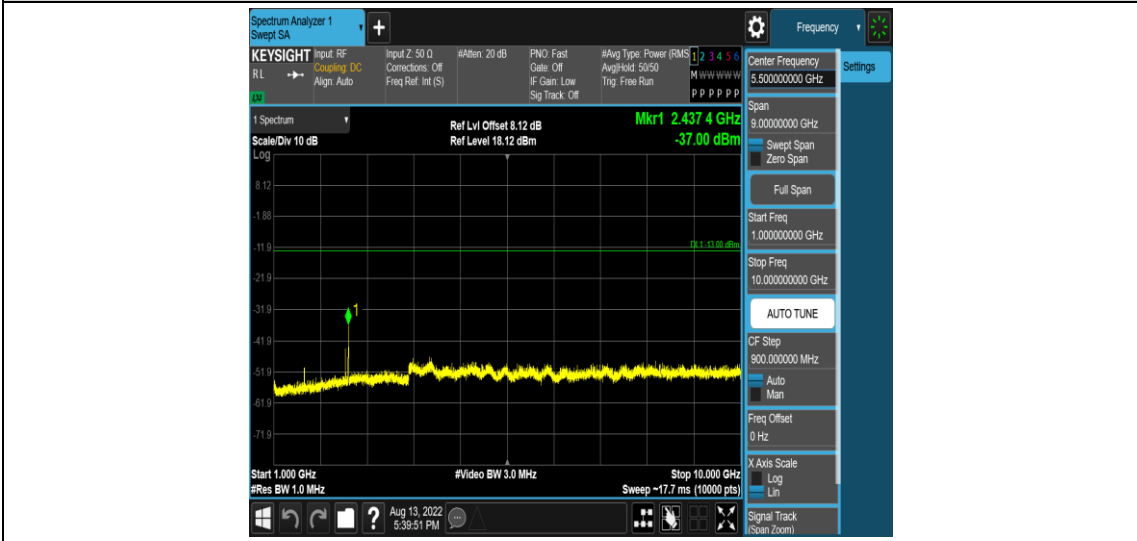 Spectrum Analyzer 1
Swept SA
+
Frequency
KEYSIGHT
RL
Input: RF
Coupling: DC
Align: Auto
Input Z: 50 Ω
Corrections: Off
Freq Ref: Int (S)
#Atten: 20 dB
PNO: Fast
Gate: Off
IF Gain: Low
Sig Track: Off
#Avg Type: Power (RMS
Avg|Hold: 50/50
Trig: Free Run
1 2 3 4 5 6
M W W W W W
P P P P P P
1 Spectrum
Scale/Div 10 dB
Log
Ref Lvl Offset 8.12 dB
Ref Level 18.12 dBm
Mkr1 2.437 4 GHz
-37.00 dBm
8.12
-1.88
-11.9
DL1 -13.00 dBm
-21.9
-31.9
1
-41.9
-51.9
-61.9
-71.9
Start 1.000 GHz
#Res BW 1.0 MHz
#Video BW 3.0 MHz
Stop 10.000 GHz
Sweep ~17.7 ms (10000 pts)
?
Aug 13, 2022
5:39:51 PM
Center Frequency
5.500000000 GHz
Settings
Span
9.00000000 GHz
Swept Span
Zero Span
Full Span
Start Freq
1.000000000 GHz
Stop Freq
10.000000000 GHz
AUTO TUNE
CF Step
900.000000 MHz
Auto
Man
Freq Offset
0 Hz
X Axis Scale
Log
Lin
Signal Track
(Span Zoom)